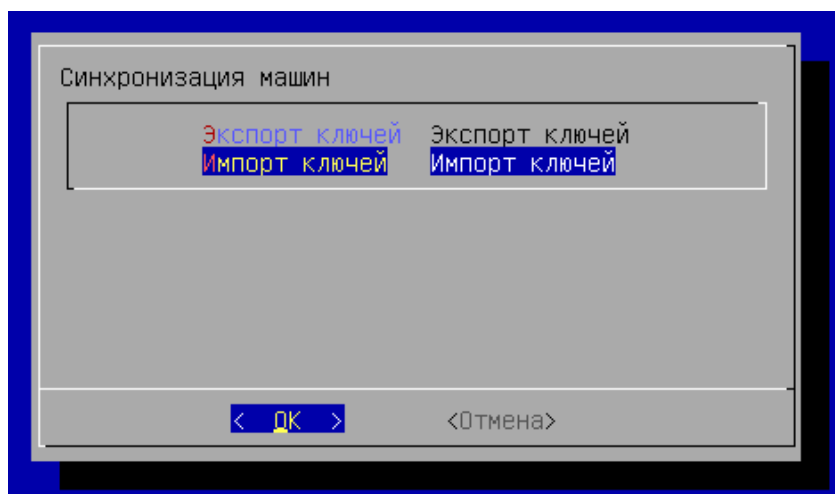 Синхронизация машин
Экспорт ключей Экспорт ключей
Импорт ключей Импорт ключей
< OK > <Отмена>